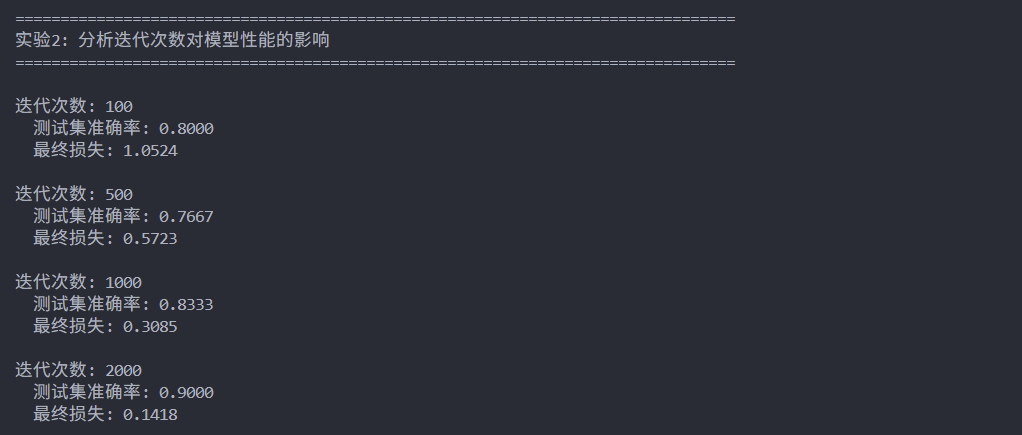 ================================================================================
实验2: 分析迭代次数对模型性能的影响
================================================================================
迭代次数: 100
测试集准确率: 0.8000
最终损失: 1.0524
迭代次数: 500
测试集准确率: 0.7667
最终损失: 0.5723
迭代次数: 1000
测试集准确率: 0.8333
最终损失: 0.3085
迭代次数: 2000
测试集准确率: 0.9000
最终损失: 0.1418